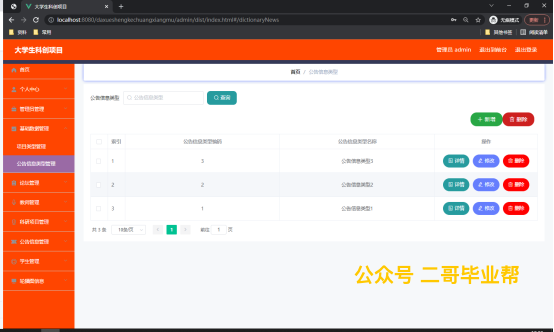 大学生科创项目
localhost:8080/daxueshengkechuangxiangmu/admin/dist/index.html#/dictionaryNews
无痕模式
更新
资料
常用
其他书签
阅读清单
大学生科创项目
管理员 admin
退出到前台
退出登录
首页
个人中心
管理员管理
基础数据管理
项目类型管理
公告信息类型管理
论坛管理
教师管理
科研项目管理
公告信息管理
学生管理
轮播图信息
首页 / 公告信息类型
公告信息类型
公告信息类型
查询
+ 新增
删除
索引 公告信息类型编码 公告信息类型名称 操作
1 3 公告信息类型3 详情 修改 删除
2 2 公告信息类型2 详情 修改 删除
3 1 公告信息类型1 详情 修改 删除
共 3 条 10条/页 < 1 > 前往 1 页
公众号 二哥毕业帮